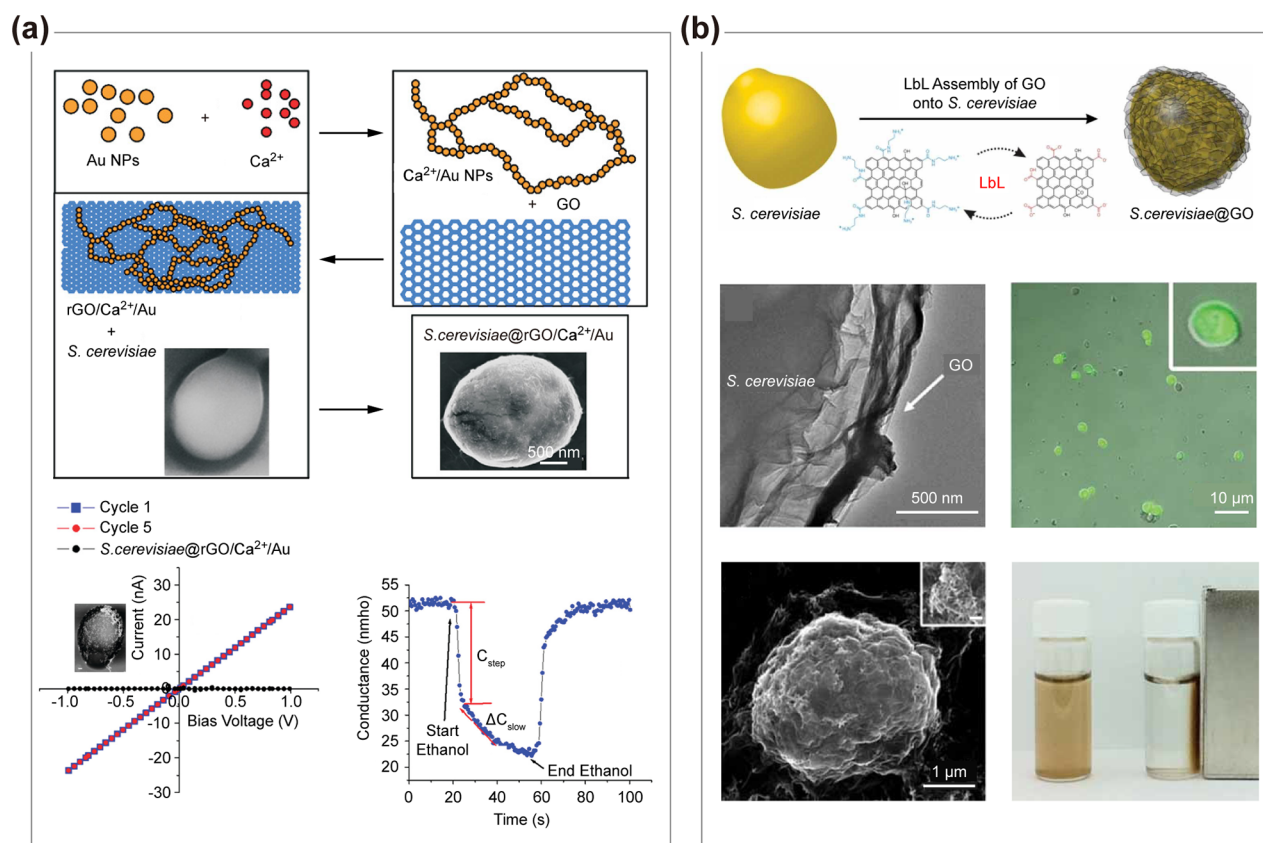 (a)
Au NPs
+
Ca²⁺
Ca²⁺/Au NPs
+
GO
rGO/Ca²⁺/Au
+
S. cerevisiae
S.cerevisiae@rGO/Ca²⁺/Au
500 nm
Cycle 1
Cycle 5
S.cerevisiae@rGO/Ca²⁺/Au
Current (nA)
30
20
10
0
-10
-20
-30
-1.0
-0.5
0.0
0.5
1.0
Bias Voltage (V)
Conductance (nmho)
55
50
45
40
35
30
25
20
C step
ΔC slow
Start
Ethanol
End Ethanol
0
20
40
60
80
100
Time (s)
(b)
LbL Assembly of GO
onto S. cerevisiae
LbL
S. cerevisiae
S.cerevisiae@GO
S. cerevisiae
GO
500 nm
10 µm
1 µm